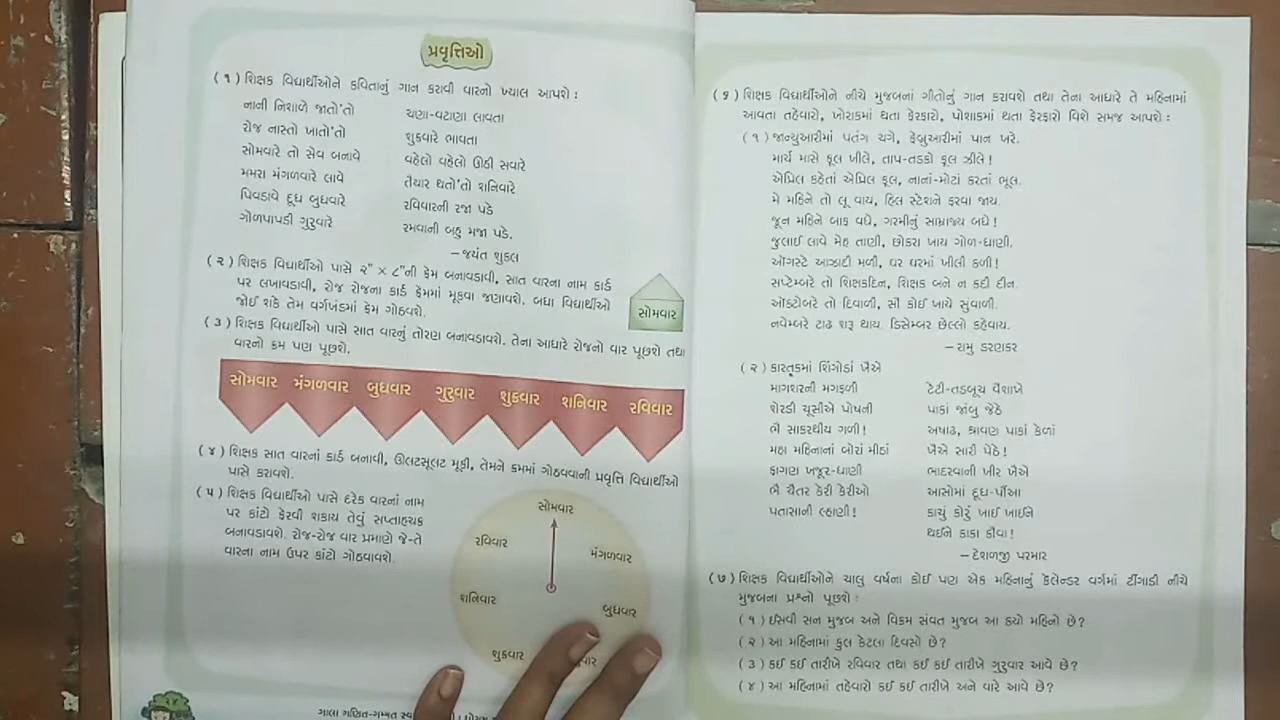 પ્રવૃત્તિઓ
(૧) શિક્ષક વિદ્યાર્થીઓને કવિતાનું ગાન કરાવી વારનો ખ્યાલ આપશે :
નાની નિશાળે જાતો'તો
રોજ નાસ્તો ખાતો'તો
સોમવારે તો સેવ બનાવે
મમરા મંગળવારે લાવે
પિવડાવે દૂધ બુધવારે
ગોળપાપડી ગુરુવારે
ચણા-વટાણા લાવતા
શુક્રવારે ભાવતા
વહેલો વહેલો ઊઠી સવારે
તૈયાર થતો'તો શનિવારે
રવિવારની રજા પડે
રમવાની બહુ મજા પડે.
– જયંત શુક્લ
(૨) શિક્ષક વિદ્યાર્થીઓ પાસે ૨" × ૮"ની ફ્રેમ બનાવડાવી, સાત વારના નામ કાર્ડ
પર લખાવડાવી, રોજ રોજના કાર્ડ ફ્રેમમાં મૂકવા જણાવશે. બધા વિદ્યાર્થીઓ
જોઈ શકે તેમ વર્ગખંડમાં ફ્રેમ ગોઠવશે.
સોમવાર
(૩) શિક્ષક વિદ્યાર્થીઓ પાસે સાત વારનું તોરણ બનાવડાવશે. તેના આધારે રોજનો વાર પૂછશે તથા
વારનો ક્રમ પણ પૂછશે.
સોમવાર મંગળવાર બુધવાર ગુરુવાર શુક્રવાર શનિવાર રવિવાર
(૪) શિક્ષક સાત વારનાં કાર્ડ બનાવી, ઊલટસૂલટ મૂકી, તેમને ક્રમમાં ગોઠવવાની પ્રવૃત્તિ વિદ્યાર્થીઓ
પાસે કરાવશે.
(૫) શિક્ષક વિદ્યાર્થીઓ પાસે દરેક વારનાં નામ
પર કાંટો ફેરવી શકાય તેવું સપ્તાહચક્ર
બનાવડાવશે. રોજ-રોજ વાર પ્રમાણે જે-તે
વારના નામ ઉપર કાંટો ગોઠવાવશે.
સોમવાર
રવિવાર
મંગળવાર
શનિવાર
બુધવાર
શુક્રવાર
ગાલા ગણિત-ગમ્મત
(૬) શિક્ષક વિદ્યાર્થીઓને નીચે મુજબનાં ગીતોનું ગાન કરાવશે તથા તેના આધારે તે મહિનામાં
આવતા તહેવારો, ખોરાકમાં થતા ફેરફારો, પોશાકમાં થતા ફેરફારો વિશે સમજ આપશે :
(૧) જાન્યુઆરીમાં પતંગ ચગે, ફેબ્રુઆરીમાં પાન ખરે.
માર્ચ માસે ફૂલ ખીલે, તાપ-તડકો ફૂલ ઝીલે !
એપ્રિલ કહેતાં એપ્રિલ ફૂલ, નાનાં-મોટાં કરતાં ભૂલ.
મે મહિને તો લૂ વાય, હિલ સ્ટેશને ફરવા જાય.
જૂન મહિને બાફ વધે, ગરમીનું સામ્રાજ્ય બધે !
જુલાઈ લાવે મેહ તાણી, છોકરા ખાય ગોળ-ધાણી.
ઑગસ્ટે આઝાદી મળી, ઘર ઘરમાં ખીલી કળી !
સપ્ટેમ્બરે તો શિક્ષકદિન, શિક્ષક બને ન કદી દીન.
ઑક્ટોબરે તો દિવાળી, સૌ કોઈ ખાયે સુંવાળી.
નવેમ્બરે ટાઢ શરૂ થાય. ડિસેમ્બર છેલ્લો કહેવાય.
– રામુ ડરણકર
(૨) કારતકમાં શિંગોડાં ખૈએ
માગશરની મગફળી
શેરડી ચૂસીએ પોષની
ભૈ સાકરથીય ગળી !
મહા મહિનાનાં બોરાં મીઠાં
ફાગણ ખજૂર-ધાણી
ભૈ ચૈતર કેરી કેરીઓ
પતાસાની લ્હાણી !
ટેટી-તડબૂચ વૈશાખે
પાકાં જાંબુ જેઠે
અષાઢ, શ્રાવણ પાકાં કેળાં
ખૈએ સારી પેઠે !
ભાદરવાની ખીર ખૈએ
આસોમાં દૂધ-પૌંઆ
કાચું કોરું ખાઈ ખાઈને
થઈને કાકા કૌવા !
– દેશળજી પરમાર
(૭) શિક્ષક વિદ્યાર્થીઓને ચાલુ વર્ષના કોઈ પણ એક મહિનાનું કૅલેન્ડર વર્ગમાં ટીંગાડી નીચે
મુજબના પ્રશ્નો પૂછશે :
(૧) ઈસવી સન મુજબ અને વિક્રમ સંવત મુજબ આ કયો મહિનો છે ?
(૨) આ મહિનામાં કુલ કેટલા દિવસો છે ?
(૩) કઈ કઈ તારીખે રવિવાર તથા કઈ કઈ તારીખે ગુરુવાર આવે છે ?
(૪) આ મહિનામાં તહેવારો કઈ કઈ તારીખે અને વારે આવે છે ?